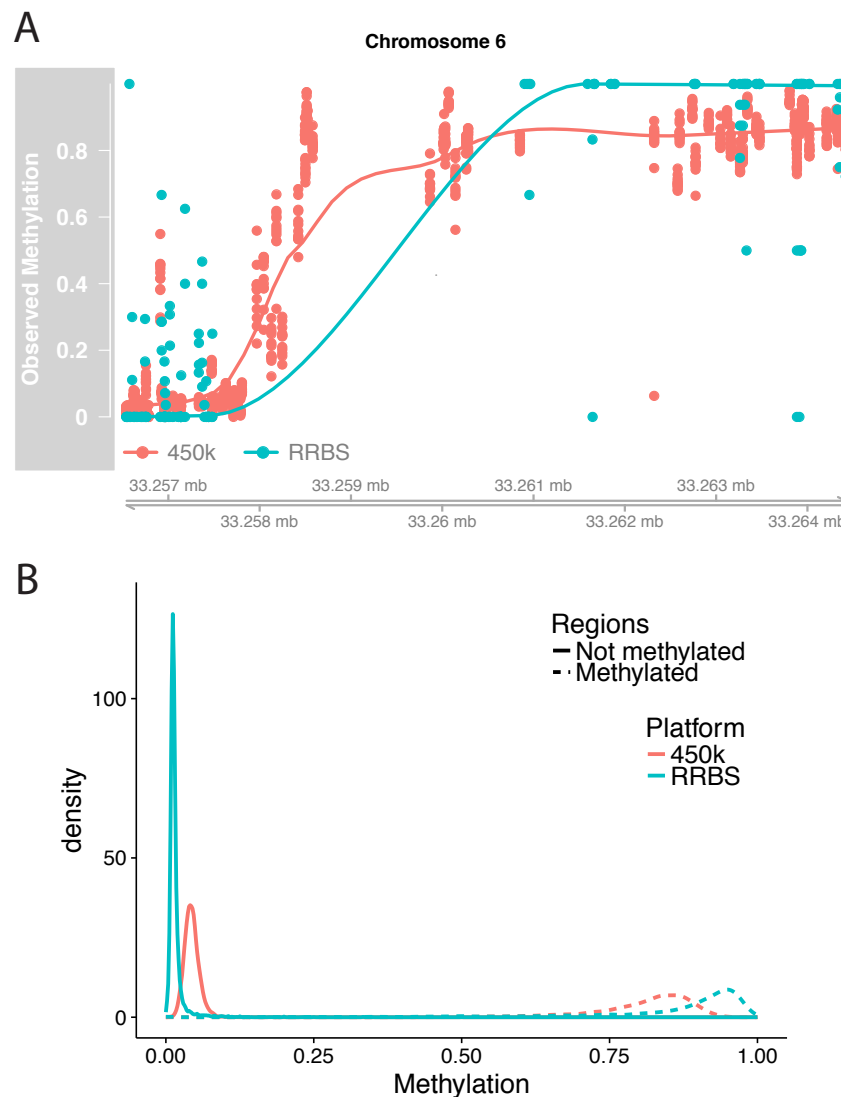 A
Chromosome 6
Observed Methylation
0.8
0.6
0.4
0.2
0
450k
RRBS
33.257 mb
33.259 mb
33.261 mb
33.263 mb
33.258 mb
33.26 mb
33.262 mb
33.264 mb
B
density
100
50
0
Regions
Not methylated
Methylated
Platform
450k
RRBS
0.00
0.25
0.50
0.75
1.00
Methylation